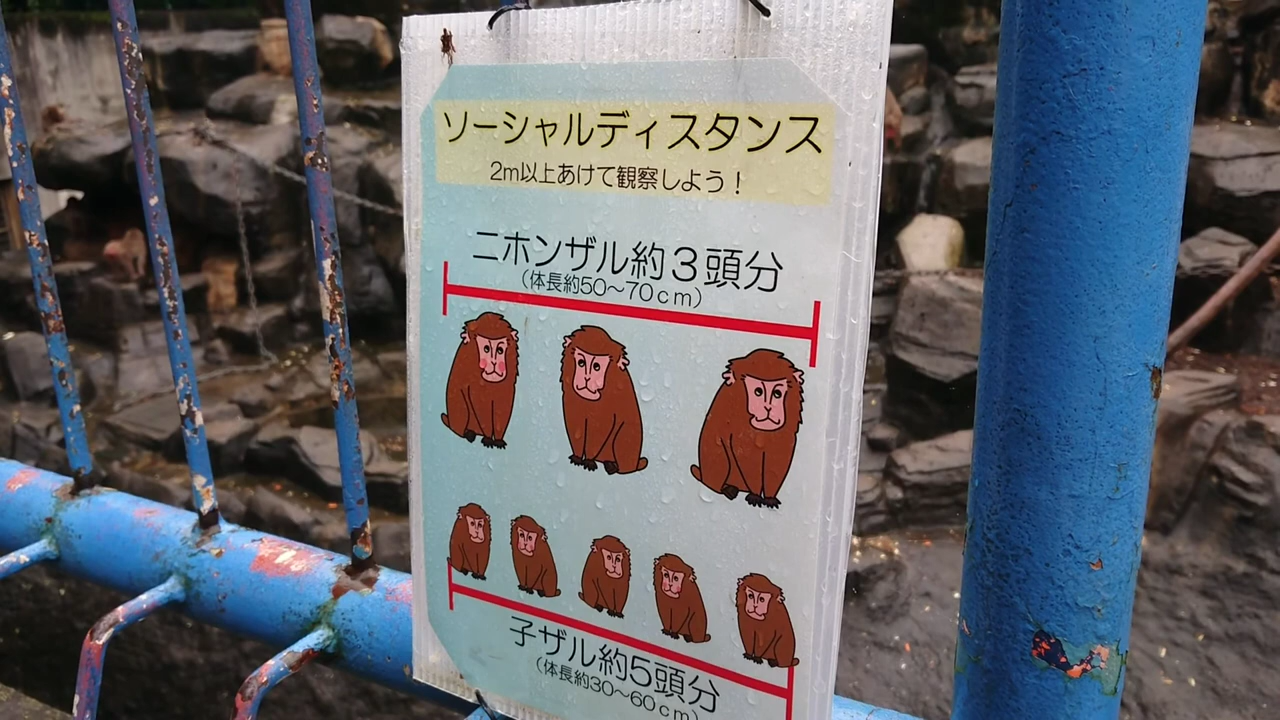 ソーシャルディスタンス
2m以上あけて観察しよう！
ニホンザル約３頭分
（体長約50～70ｃｍ）
子ザル約5頭分
（体長約30～60ｃｍ）